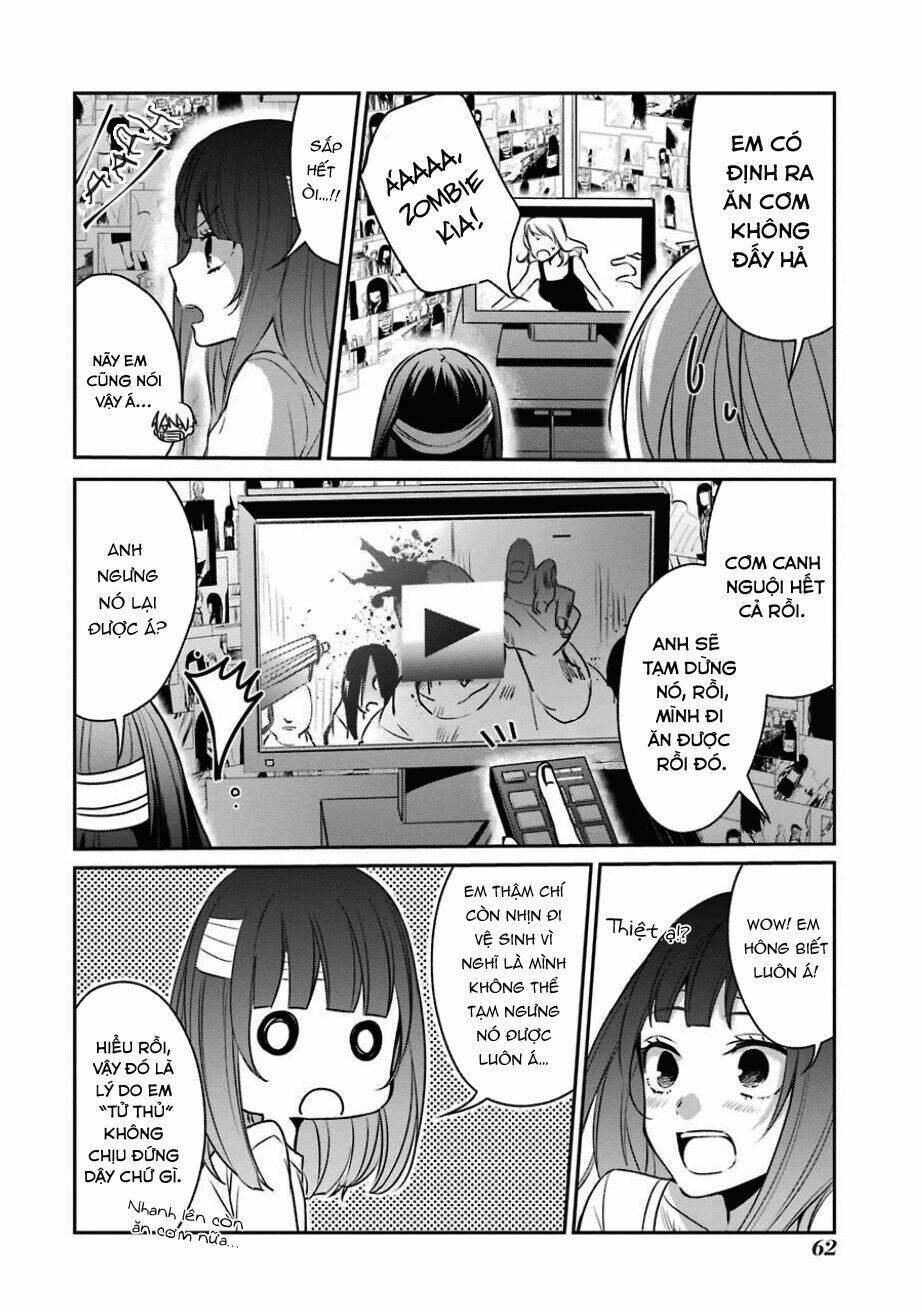 EM CÓ
ĐỊNH RA
ĂN CƠM
KHÔNG
ĐẤY HẢ
ÁAAAA,
ZOMBIE
KÌA!
SẮP
HẾT
ÒI...!!
AAAHH
NÃY EM
CŨNG NÓI
VẬY Á...
CƠM CANH
NGUỘI HẾT
CẢ RỒI.
ANH SẼ
TẠM DỪNG
NÓ, RỒI,
MÌNH ĐI
ĂN ĐƯỢC
RỒI ĐÓ.
ANH
NGƯNG
NÓ LẠI
ĐƯỢC Á?
WOW! EM
HÔNG BIẾT
LUÔN Á!
Thiệt ạ!?
EM THẬM CHÍ
CÒN NHỊN ĐI
VỆ SINH VÌ
NGHĨ LÀ MÌNH
KHÔNG THỂ
TẠM NGƯNG
NÓ ĐƯỢC
LUÔN Á...
HIỂU RỒI,
VẬY ĐÓ LÀ
LÝ DO EM
"TỬ THỦ"
KHÔNG
CHỊU ĐỨNG
DẬY CHỨ GÌ.
Nhanh lên còn
ăn cơm nữa...
62